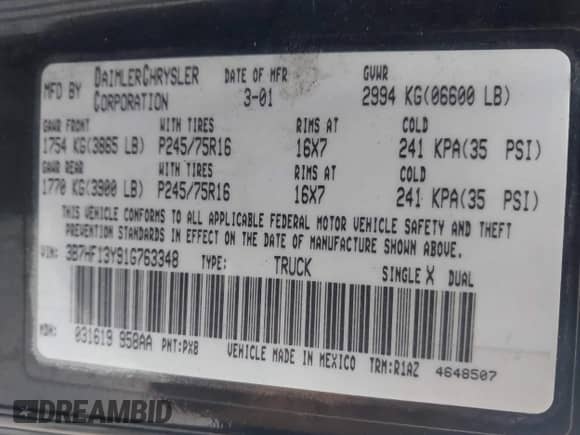 MFD BY DAIMLERCHRYSLER CORPORATION DATE OF MFR 3-01 GVWR 2994 KG(06600 LB)
GAWR FRONT WITH TIRES RIMS AT COLD
1754 KG(3865 LB) P245/75R16 16X7 241 KPA(35 PSI)
GAWR REAR WITH TIRES RIMS AT COLD
1770 KG(3900 LB) P245/75R16 16X7 241 KPA(35 PSI)
THIS VEHICLE CONFORMS TO ALL APPLICABLE FEDERAL MOTOR VEHICLE SAFETY AND THEFT
PREVENTION STANDARDS IN EFFECT ON THE DATE OF MANUFACTURE SHOWN ABOVE.
VIN: 3B7HF13Y91G763348 TYPE: TRUCK SINGLE X DUAL
MDH: 031619 958AA PNT:PXB VEHICLE MADE IN MEXICO TRM:R1AZ 4648507
DREAMBID